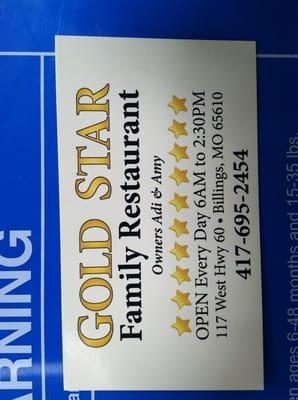 GOLD STAR
Family Restaurant
Owners Adi & Amy
OPEN Every Day 6AM to 2:30PM
117 West Hwy 60 • Billings, MO 65610
417-695-2454
ARNING
en ages 6-48 months and 15-35 lbs